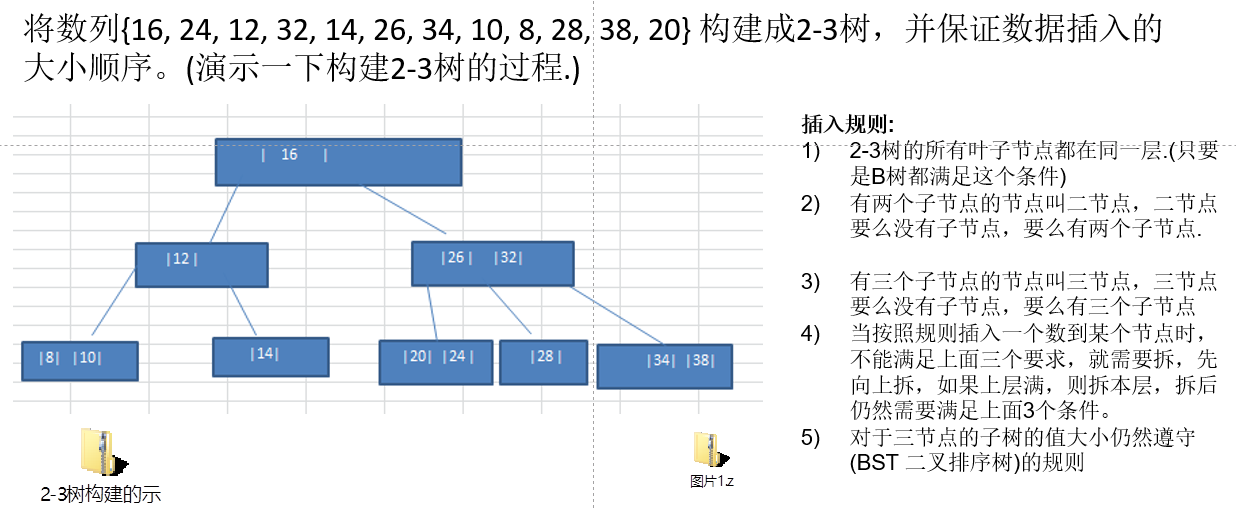 将数列{16, 24, 12, 32, 14, 26, 34, 10, 8, 28, 38, 20} 构建成2-3树，并保证数据插入的
大小顺序。(演示一下构建2-3树的过程.)
| 16 |
|12 |
|26 | |32|
|8| |10|
|14|
|20| |24 |
|28 |
|34| |38|
2-3树构建的示
图片1.z
插入规则:
1) 2-3树的所有叶子节点都在同一层.(只要
是B树都满足这个条件)
2) 有两个子节点的节点叫二节点，二节点
要么没有子节点，要么有两个子节点.
3) 有三个子节点的节点叫三节点，三节点
要么没有子节点，要么有三个子节点
4) 当按照规则插入一个数到某个节点时，
不能满足上面三个要求，就需要拆，先
向上拆，如果上层满，则拆本层，拆后
仍然需要满足上面3个条件。
5) 对于三节点的子树的值大小仍然遵守
(BST 二叉排序树)的规则